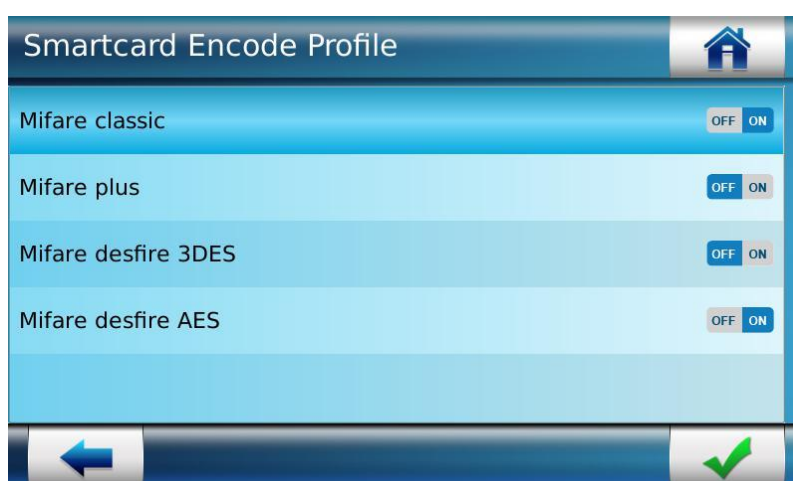 Smartcard Encode Profile
Mifare classic OFF ON
Mifare plus OFF ON
Mifare desfire 3DES OFF ON
Mifare desfire AES OFF ON